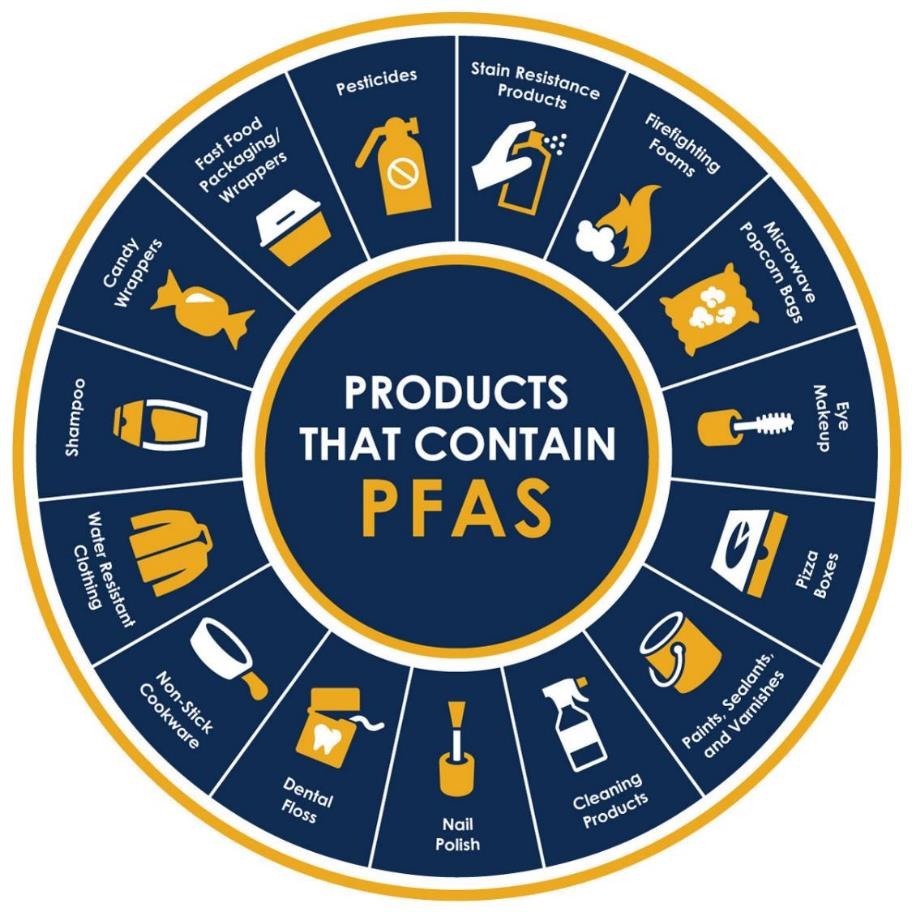 PRODUCTS
THAT CONTAIN
PFAS
Stain Resistance
Products
Firefighting
Foams
Microwave
Popcorn Bags
Eye
Makeup
Pizza
Boxes
Paints, Sealants,
and Varnishes
Cleaning
Products
Nail
Polish
Dental
Floss
Non-Stick
Cookware
Water Resistant
Clothing
Shampoo
Candy
Wrappers
Fast Food
Packaging/
Wrappers
Pesticides